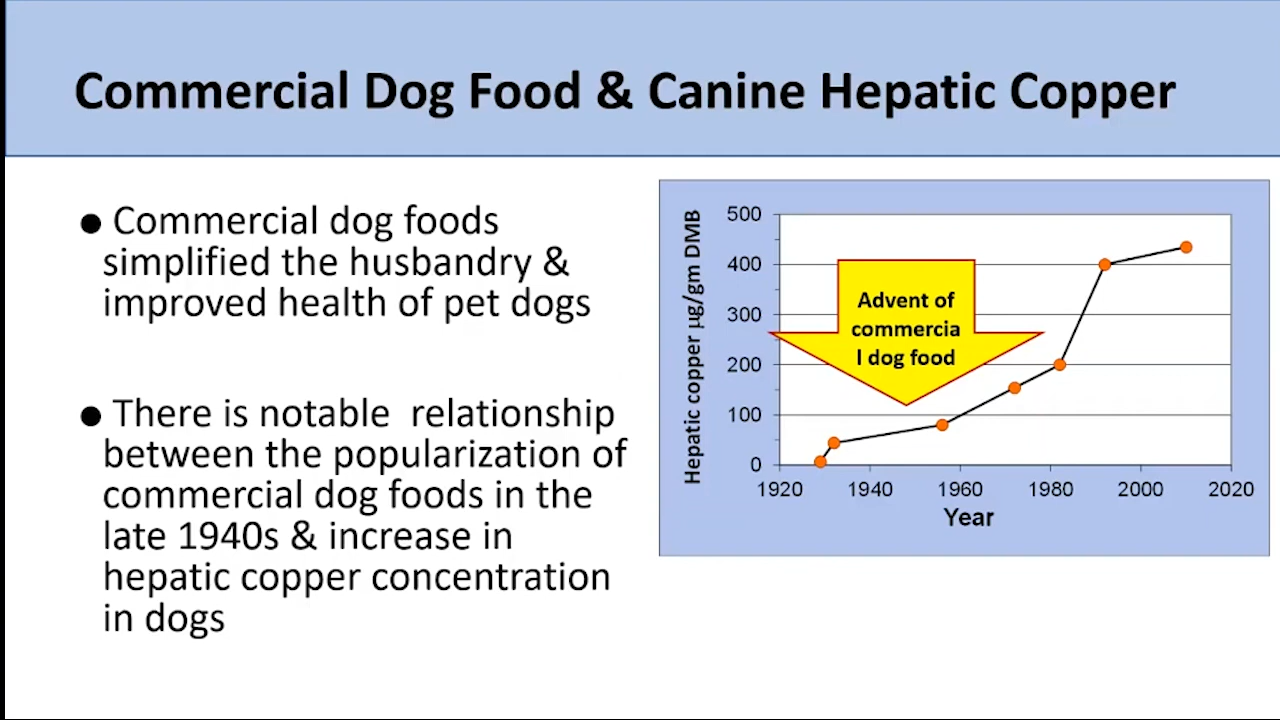 Commercial Dog Food & Canine Hepatic Copper
● Commercial dog foods
simplified the husbandry &
improved health of pet dogs
● There is notable  relationship
between the popularization of
commercial dog foods in the
late 1940s & increase in
hepatic copper concentration
in dogs
Hepatic copper µg/gm DMB
500
400
300
200
100
0
Advent of
commercia
l dog food
1920 1940 1960 1980 2000 2020
Year